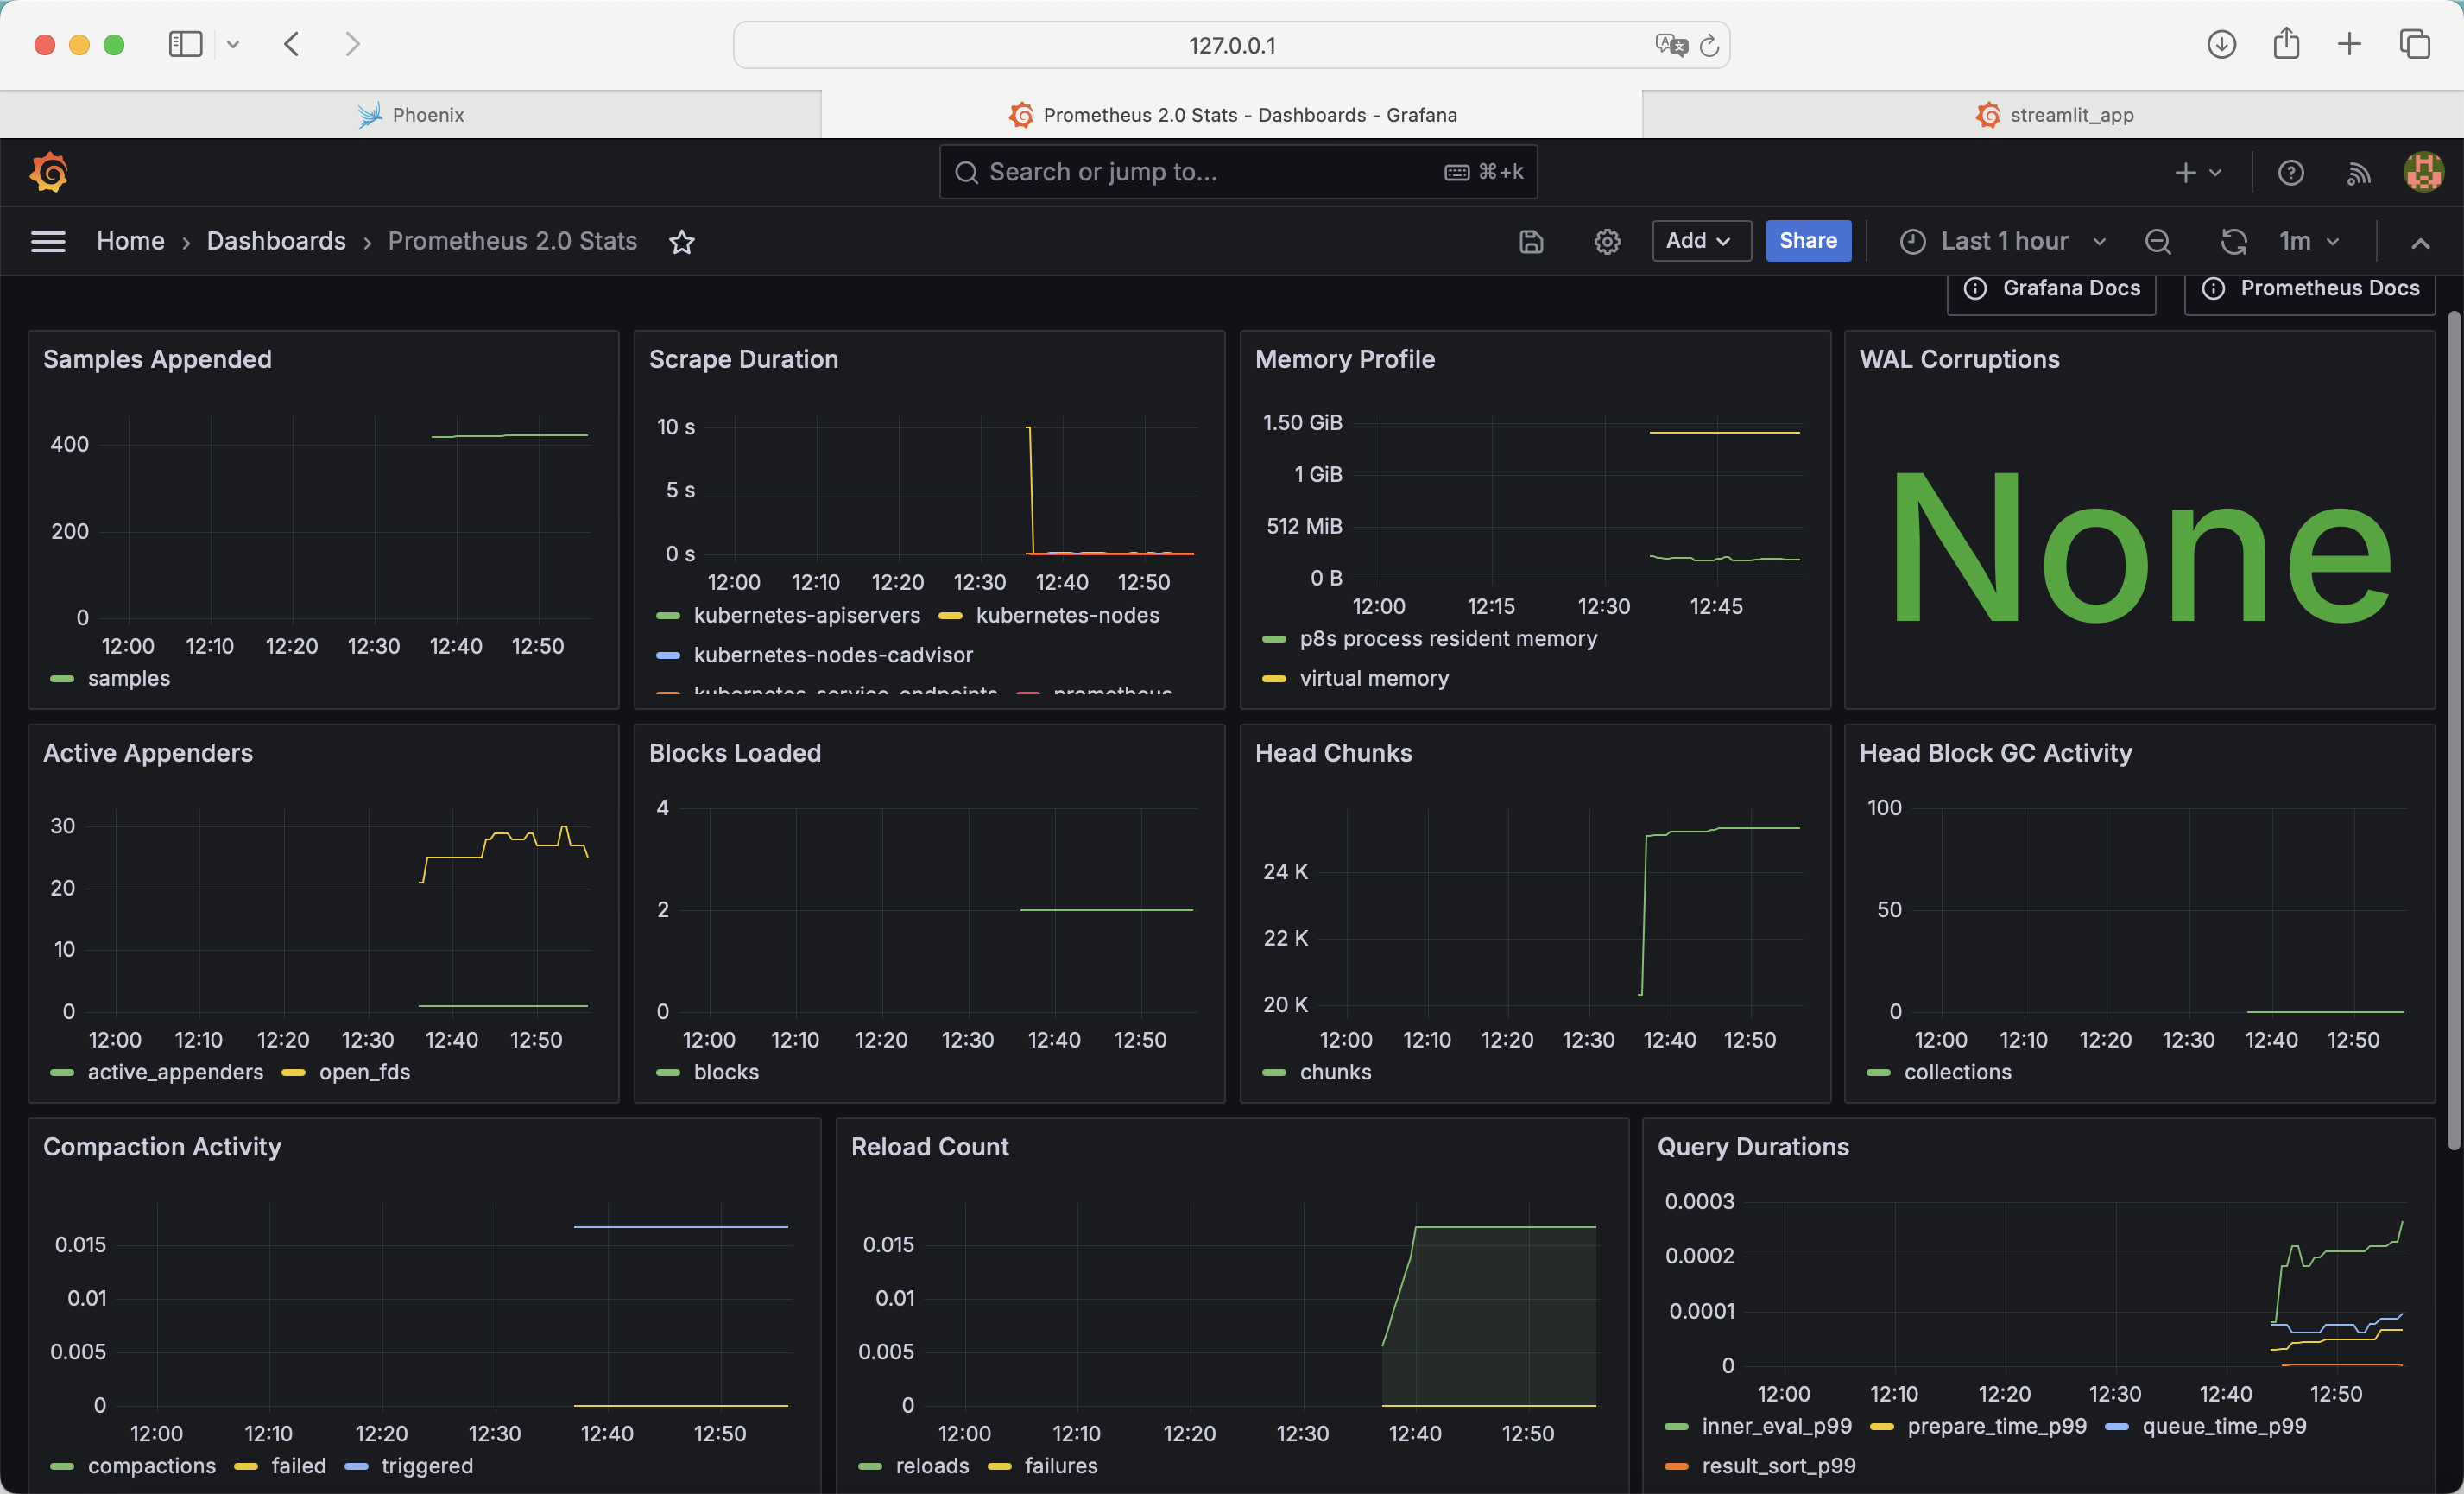 127.0.0.1
Phoenix
Prometheus 2.0 Stats - Dashboards - Grafana
streamlit_app
Search or jump to...
⌘+k
Home › Dashboards › Prometheus 2.0 Stats
Add
Share
Last 1 hour
1m
Grafana Docs
Prometheus Docs
Samples Appended
400
200
0
12:00 12:10 12:20 12:30 12:40 12:50
samples
Scrape Duration
10 s
5 s
0 s
12:00 12:10 12:20 12:30 12:40 12:50
kubernetes-apiservers kubernetes-nodes
kubernetes-nodes-cadvisor
kubernetes-service-endpoints prometheus
Memory Profile
1.50 GiB
1 GiB
512 MiB
0 B
12:00 12:15 12:30 12:45
p8s process resident memory
virtual memory
WAL Corruptions
None
Active Appenders
30
20
10
0
12:00 12:10 12:20 12:30 12:40 12:50
active_appenders open_fds
Blocks Loaded
4
2
0
12:00 12:10 12:20 12:30 12:40 12:50
blocks
Head Chunks
24 K
22 K
20 K
12:00 12:10 12:20 12:30 12:40 12:50
chunks
Head Block GC Activity
100
50
0
12:00 12:10 12:20 12:30 12:40 12:50
collections
Compaction Activity
0.015
0.01
0.005
0
12:00 12:10 12:20 12:30 12:40 12:50
compactions failed triggered
Reload Count
0.015
0.01
0.005
0
12:00 12:10 12:20 12:30 12:40 12:50
reloads failures
Query Durations
0.0003
0.0002
0.0001
0
12:00 12:10 12:20 12:30 12:40 12:50
inner_eval_p99 prepare_time_p99 queue_time_p99
result_sort_p99